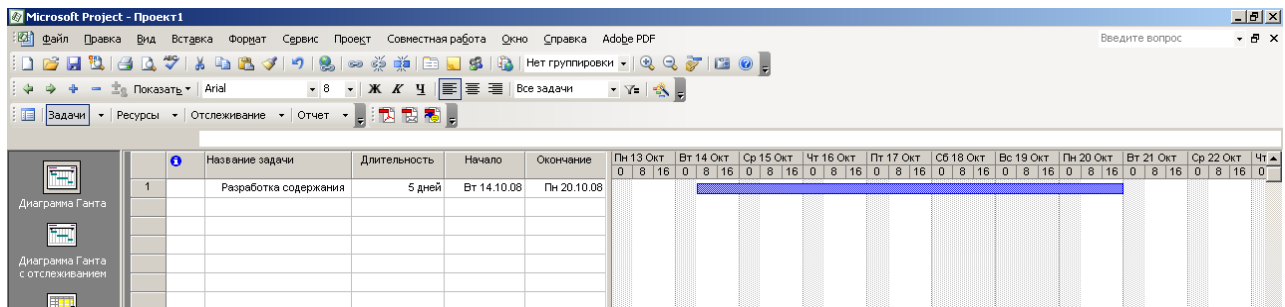 Microsoft Project - Проект1
Файл Правка Вид Вставка Формат Сервис Проект Совместная работа Окно Справка Adobe PDF Введите вопрос
Нет группировки
Показать Arial 8 Ж К Ч Все задачи
Задачи Ресурсы Отслеживание Отчет
Название задачи Длительность Начало Окончание Пн 13 Окт Вт 14 Окт Ср 15 Окт Чт 16 Окт Пт 17 Окт Сб 18 Окт Вс 19 Окт Пн 20 Окт Вт 21 Окт Ср 22 Окт Чт
0 8 16 0 8 16 0 8 16 0 8 16 0 8 16 0 8 16 0 8 16 0 8 16 0 8 16 0 8 16 0
1 Разработка содержания 5 дней Вт 14.10.08 Пн 20.10.08
Диаграмма Ганта
Диаграмма Ганта
с отслеживанием